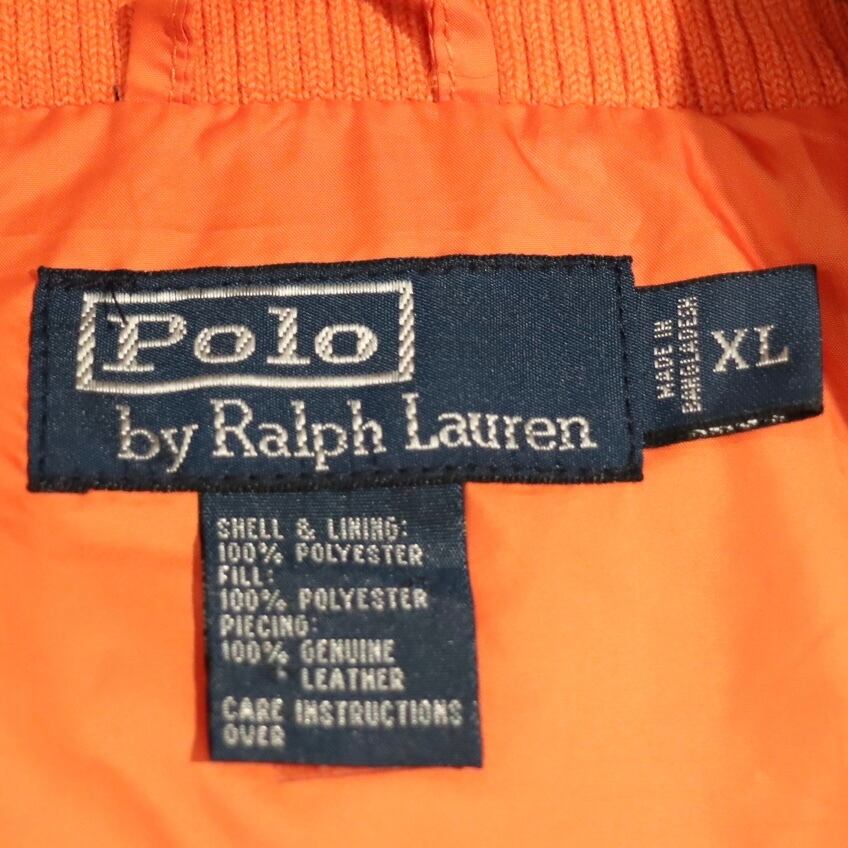 Polo
by Ralph Lauren
MADE IN
BANGLADESH
XL
SHELL & LINING:
100% POLYESTER
FILL:
100% POLYESTER
PIECING:
100% GENUINE
LEATHER
CARE INSTRUCTIONS
OVER